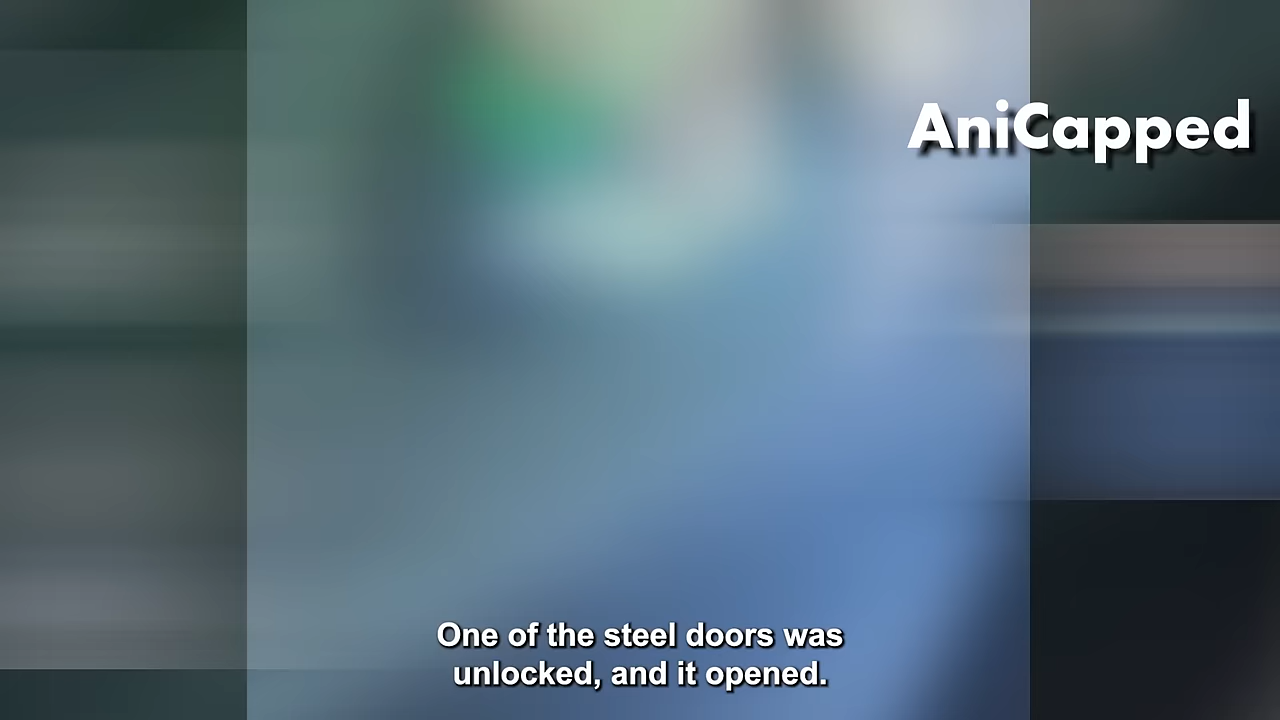 AniCapped
One of the steel doors was
unlocked, and it opened.